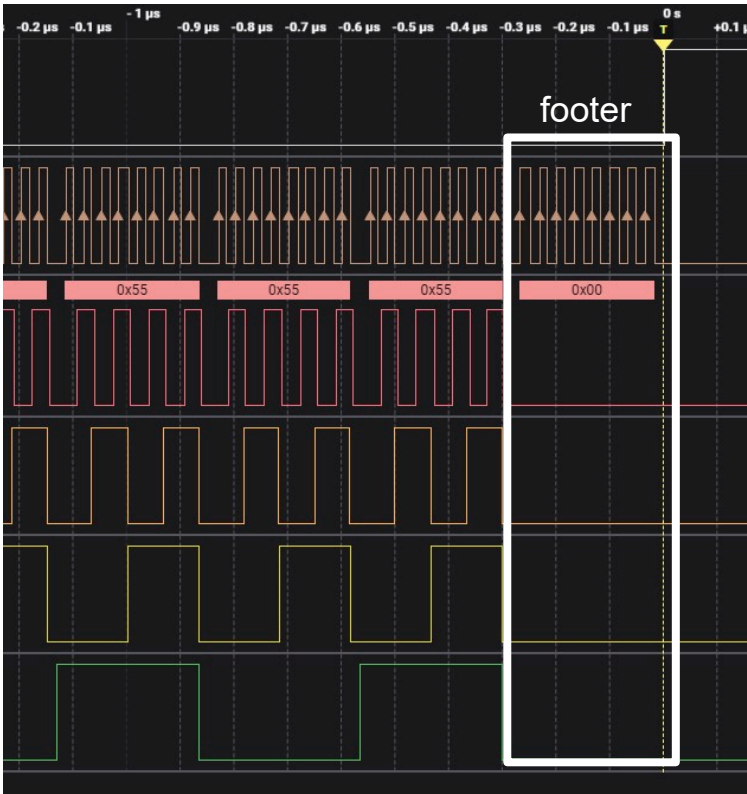 - 1 µs
0 s
-0.2 µs -0.1 µs -0.9 µs -0.8 µs -0.7 µs -0.6 µs -0.5 µs -0.4 µs -0.3 µs -0.2 µs -0.1 µs T +0.1
footer
0x55 0x55 0x55 0x00